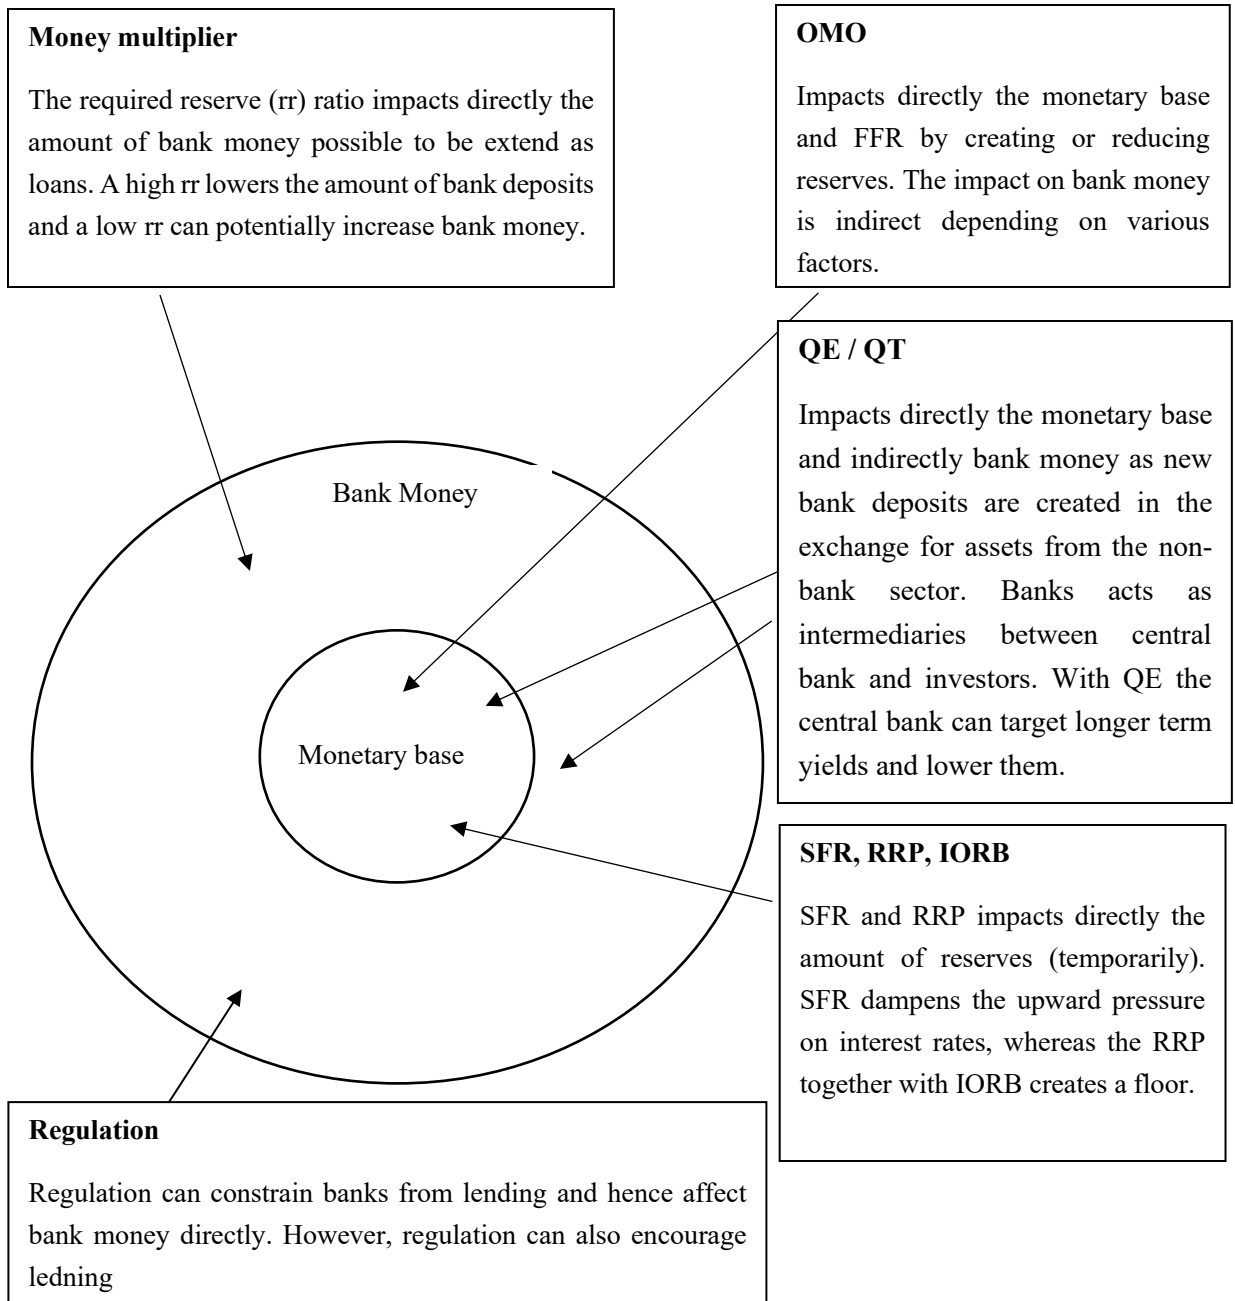 Money multiplier
The required reserve (rr) ratio impacts directly the
amount of bank money possible to be extend as
loans. A high rr lowers the amount of bank deposits
and a low rr can potentially increase bank money.
OMO
Impacts directly the monetary base
and FFR by creating or reducing
reserves. The impact on bank money
is indirect depending on various
factors.
QE / QT
Impacts directly the monetary base
and indirectly bank money as new
bank deposits are created in the
exchange for assets from the non-
bank sector. Banks acts as
intermediaries between central
bank and investors. With QE the
central bank can target longer term
yields and lower them.
Bank Money
Monetary base
SFR, RRP, IORB
SFR and RRP impacts directly the
amount of reserves (temporarily).
SFR dampens the upward pressure
on interest rates, whereas the RRP
together with IORB creates a floor.
Regulation
Regulation can constrain banks from lending and hence affect
bank money directly. However, regulation can also encourage
ledning